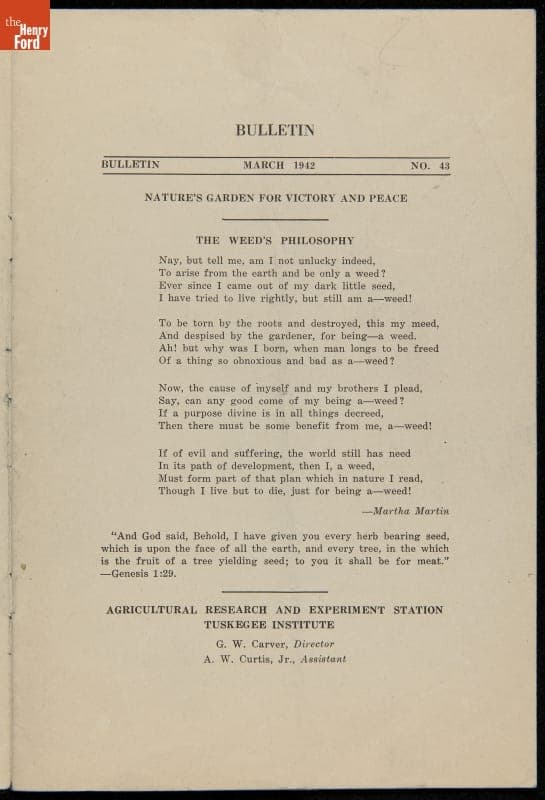 the
Henry
Ford
BULLETIN
BULLETIN MARCH 1942 NO. 43
NATURE'S GARDEN FOR VICTORY AND PEACE
THE WEED'S PHILOSOPHY
Nay, but tell me, am I not unlucky indeed,
To arise from the earth and be only a weed?
Ever since I came out of my dark little seed,
I have tried to live rightly, but still am a—weed!
To be torn by the roots and destroyed, this my meed,
And despised by the gardener, for being—a weed.
Ah! but why was I born, when man longs to be freed
Of a thing so obnoxious and bad as a—weed?
Now, the cause of myself and my brothers I plead,
Say, can any good come of my being a—weed?
If a purpose divine is in all things decreed,
Then there must be some benefit from me, a—weed!
If of evil and suffering, the world still has need
In its path of development, then I, a weed,
Must form part of that plan which in nature I read,
Though I live but to die, just for being a—weed!
—Martha Martin
"And God said, Behold, I have given you every herb bearing seed,
which is upon the face of all the earth, and every tree, in the which
is the fruit of a tree yielding seed; to you it shall be for meat."
—Genesis 1:29.
AGRICULTURAL RESEARCH AND EXPERIMENT STATION
TUSKEGEE INSTITUTE
G. W. Carver, Director
A. W. Curtis, Jr., Assistant